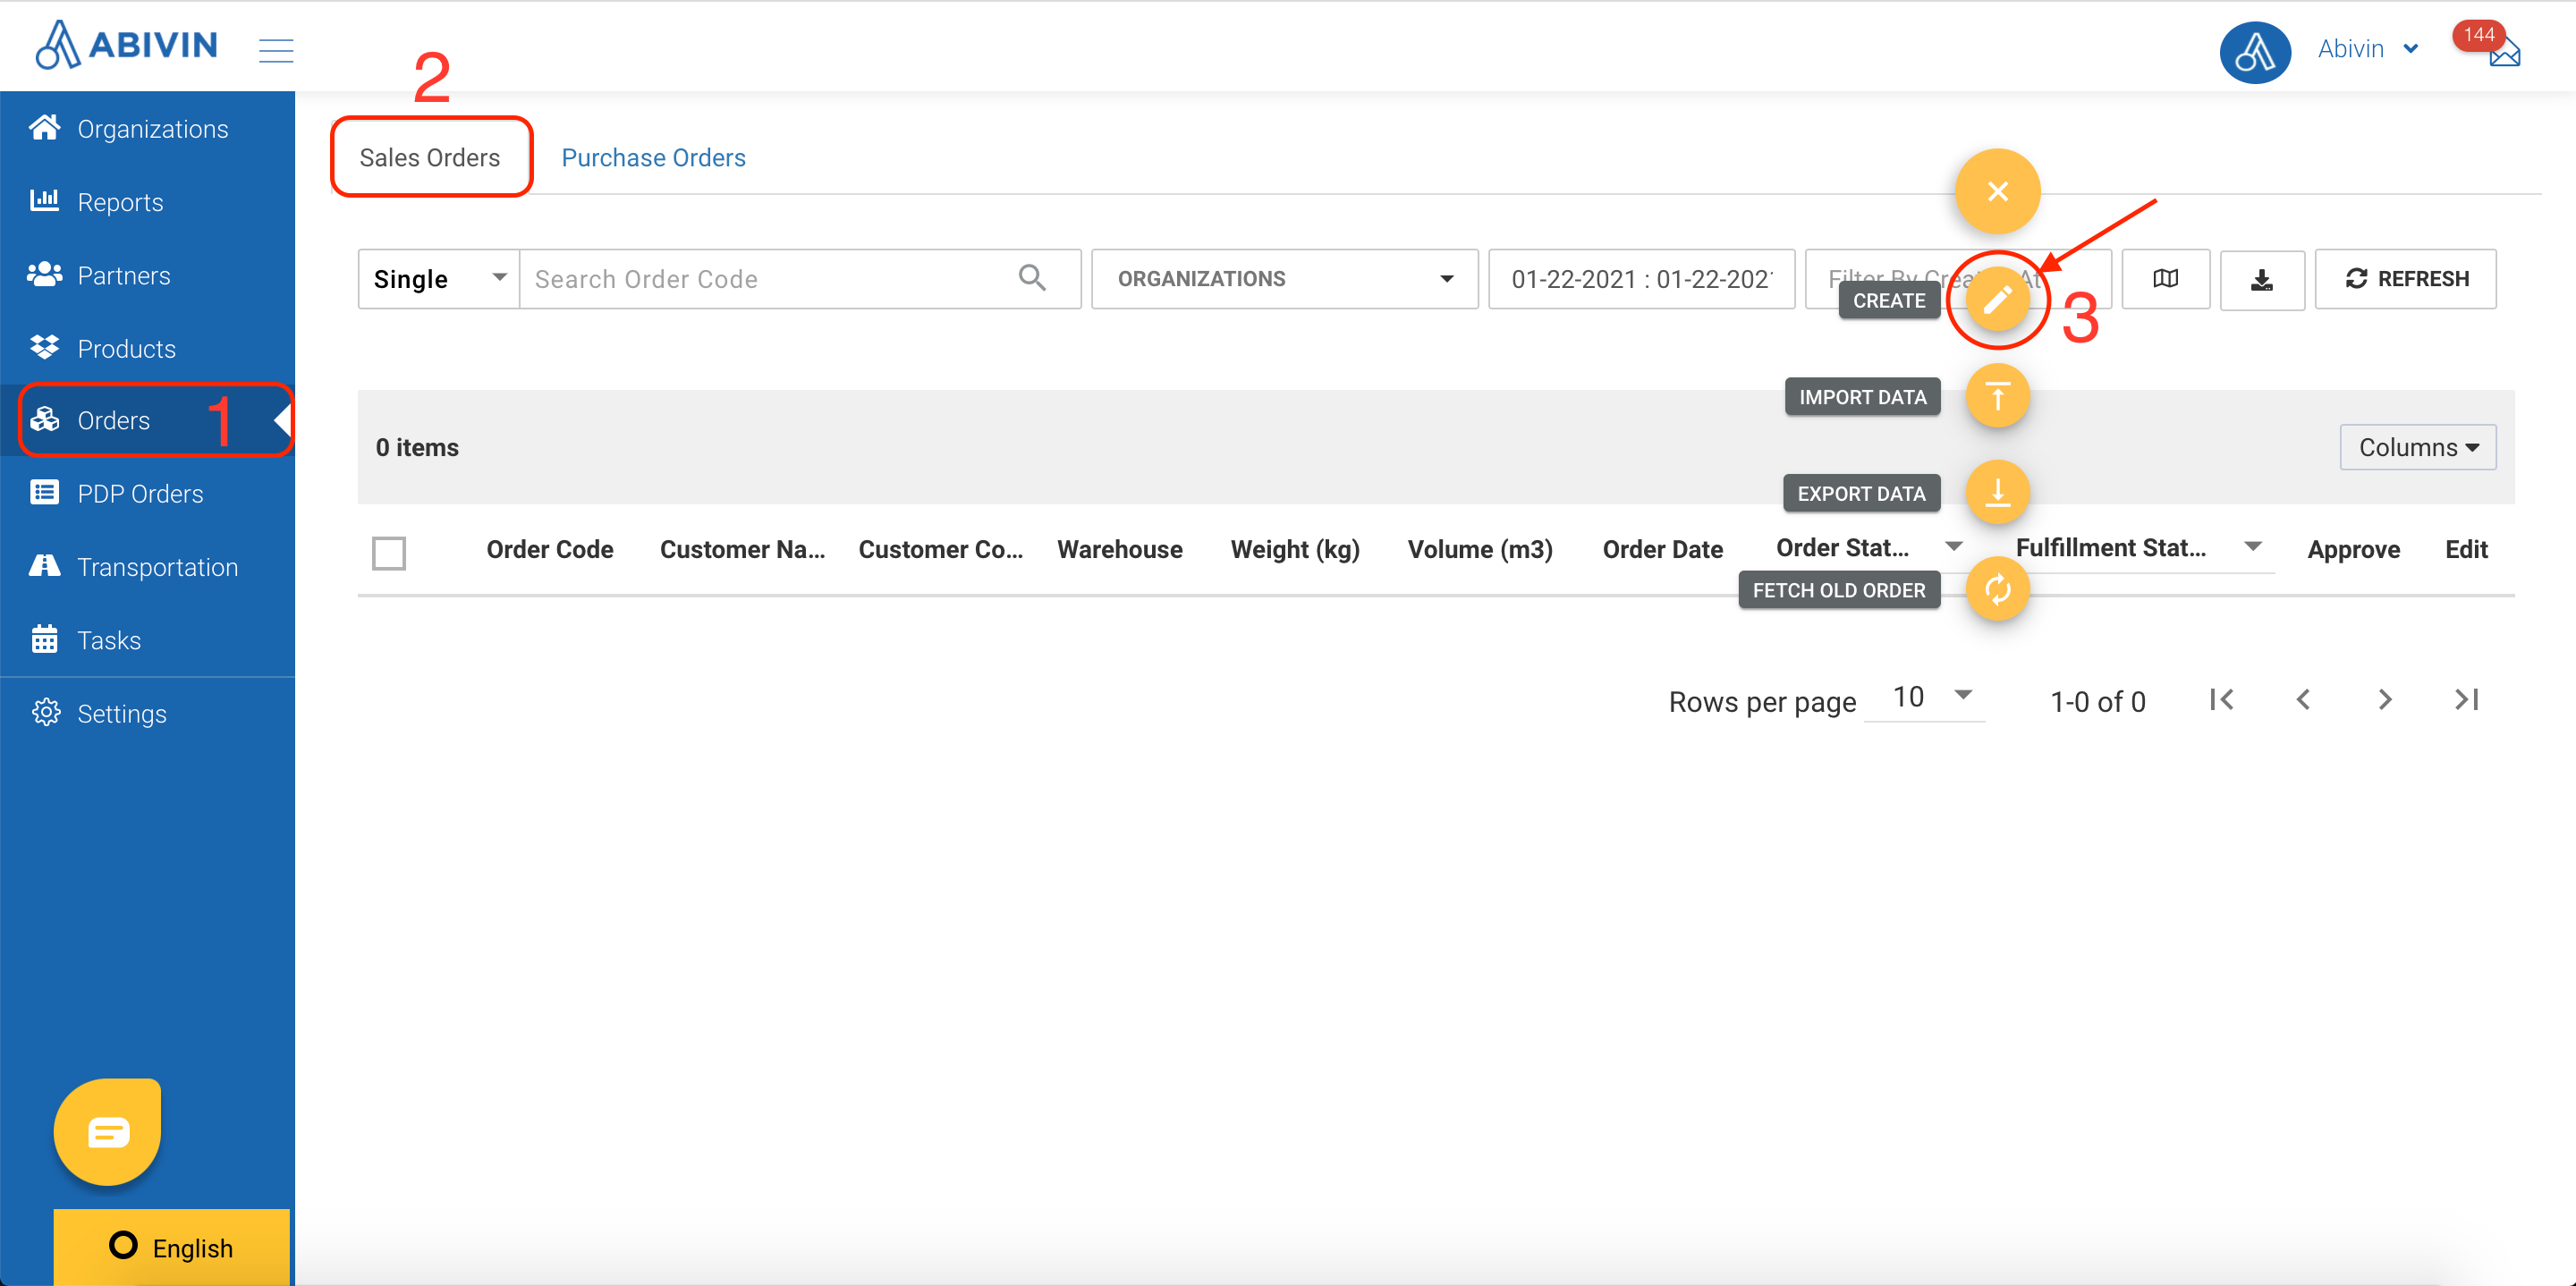 ABIVIN
Abivin
144
2
Organizations
Reports
Partners
Products
Orders 1
PDP Orders
Transportation
Tasks
Settings
English
Sales Orders Purchase Orders
Single Search Order Code ORGANIZATIONS 01-22-2021 : 01-22-202 Filter By At REFRESH
CREATE 3
IMPORT DATA
0 items Columns
EXPORT DATA
Order Code Customer Na... Customer Co... Warehouse Weight (kg) Volume (m3) Order Date Order Stat... Fulfillment Stat... Approve Edit
FETCH OLD ORDER
Rows per page 10 1-0 of 0